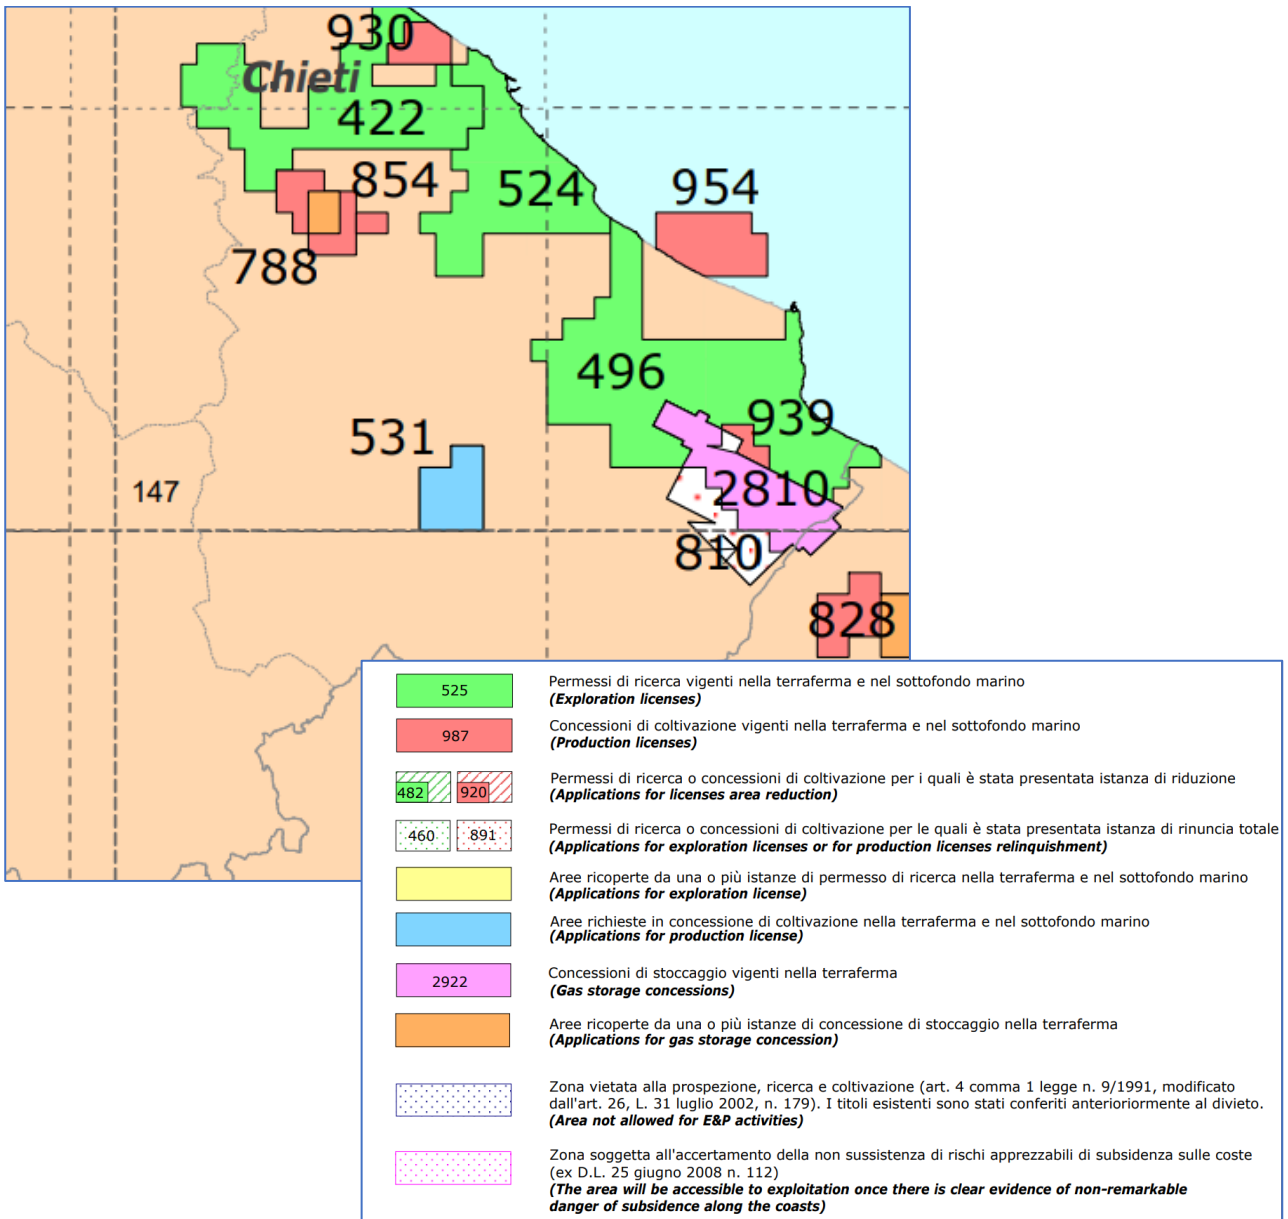 930
Chieti
422
854
524
954
788
496
531
939
147
2810
810
828
525
Permessi di ricerca vigenti nella terraferma e nel sottofondo marino
(Exploration licenses)
987
Concessioni di coltivazione vigenti nella terraferma e nel sottofondo marino
(Production licenses)
482
920
Permessi di ricerca o concessioni di coltivazione per i quali è stata presentata istanza di riduzione
(Applications for licenses area reduction)
460
891
Permessi di ricerca o concessioni di coltivazione per le quali è stata presentata istanza di rinuncia totale
(Applications for exploration licenses or for production licenses relinquishment)
Aree ricoperte da una o più istanze di permesso di ricerca nella terraferma e nel sottofondo marino
(Applications for exploration license)
Aree richieste in concessione di coltivazione nella terraferma e nel sottofondo marino
(Applications for production license)
2922
Concessioni di stoccaggio vigenti nella terraferma
(Gas storage concessions)
Aree ricoperte da una o più istanze di concessione di stoccaggio nella terraferma
(Applications for gas storage concession)
Zona vietata alla prospezione, ricerca e coltivazione (art. 4 comma 1 legge n. 9/1991, modificato
dall'art. 26, L. 31 luglio 2002, n. 179). I titoli esistenti sono stati conferiti anterioriormente al divieto.
(Area not allowed for E&P activities)
Zona soggetta all'accertamento della non sussistenza di rischi apprezzabili di subsidenza sulle coste
(ex D.L. 25 giugno 2008 n. 112)
(The area will be accessible to exploitation once there is clear evidence of non-remarkable
danger of subsidence along the coasts)